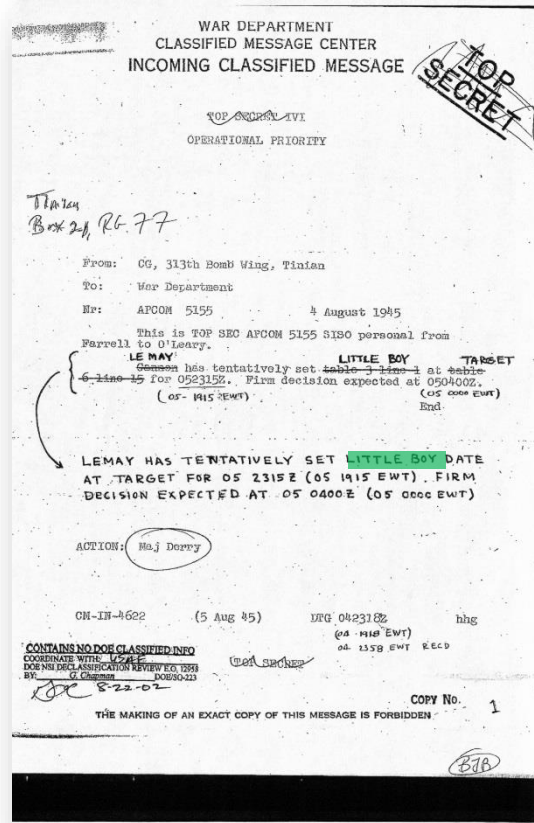 WAR DEPARTMENT
CLASSIFIED MESSAGE CENTER
INCOMING CLASSIFIED MESSAGE
TOP SECRET
TOP SECRET IVI
OPERATIONAL PRIORITY
Tinian
Box 21, RG 77
From: CG, 313th Bomb Wing, Tinian
To: War Department
Nr: APCOM 5155 4 August 1945
This is TOP SEC APCOM 5155 SISO personal from
Farrell to O'Leary.
LE MAY LITTLE BOY TARGET
Cannon has tentatively set table 3 line 1 at table
6 line 15 for 052315Z. Firm decision expected at 050400Z.
(05-1915 EWT) (05 0000 EWT)
End
LEMAY HAS TENTATIVELY SET LITTLE BOY DATE
AT TARGET FOR 05 2315Z (05 1915 EWT). FIRM
DECISION EXPECTED AT 05 0400Z (05 0000 EWT)
ACTION: Maj Derry
CM-IN-4622 (5 Aug 45) DTG 042318Z hhg
(04-1918 EWT)
04 2358 EWT RECD
CONTAINS NO DOE CLASSIFIED INFO
COORDINATE WITH: USAF
DOE NSI DECLASSIFICATION REVIEW E.O. 12958
BY: G. Chapman DOE/SO-223
8-22-02
TOP SECRET
COPY No. 1
THE MAKING OF AN EXACT COPY OF THIS MESSAGE IS FORBIDDEN
BJB